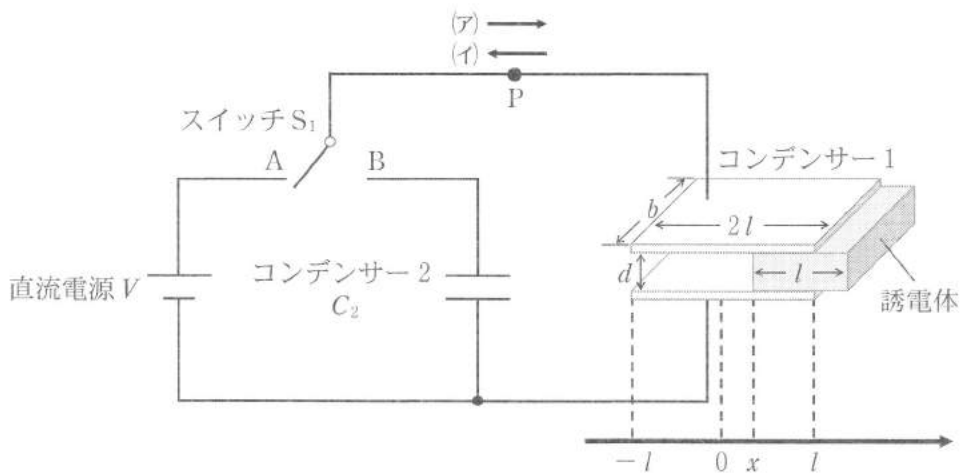 (ア)
(イ)
P
スイッチS₁
A
B
コンデンサー1
b
2l
直流電源V
コンデンサー2
C₂
d
l
誘電体
-l
0
x
l